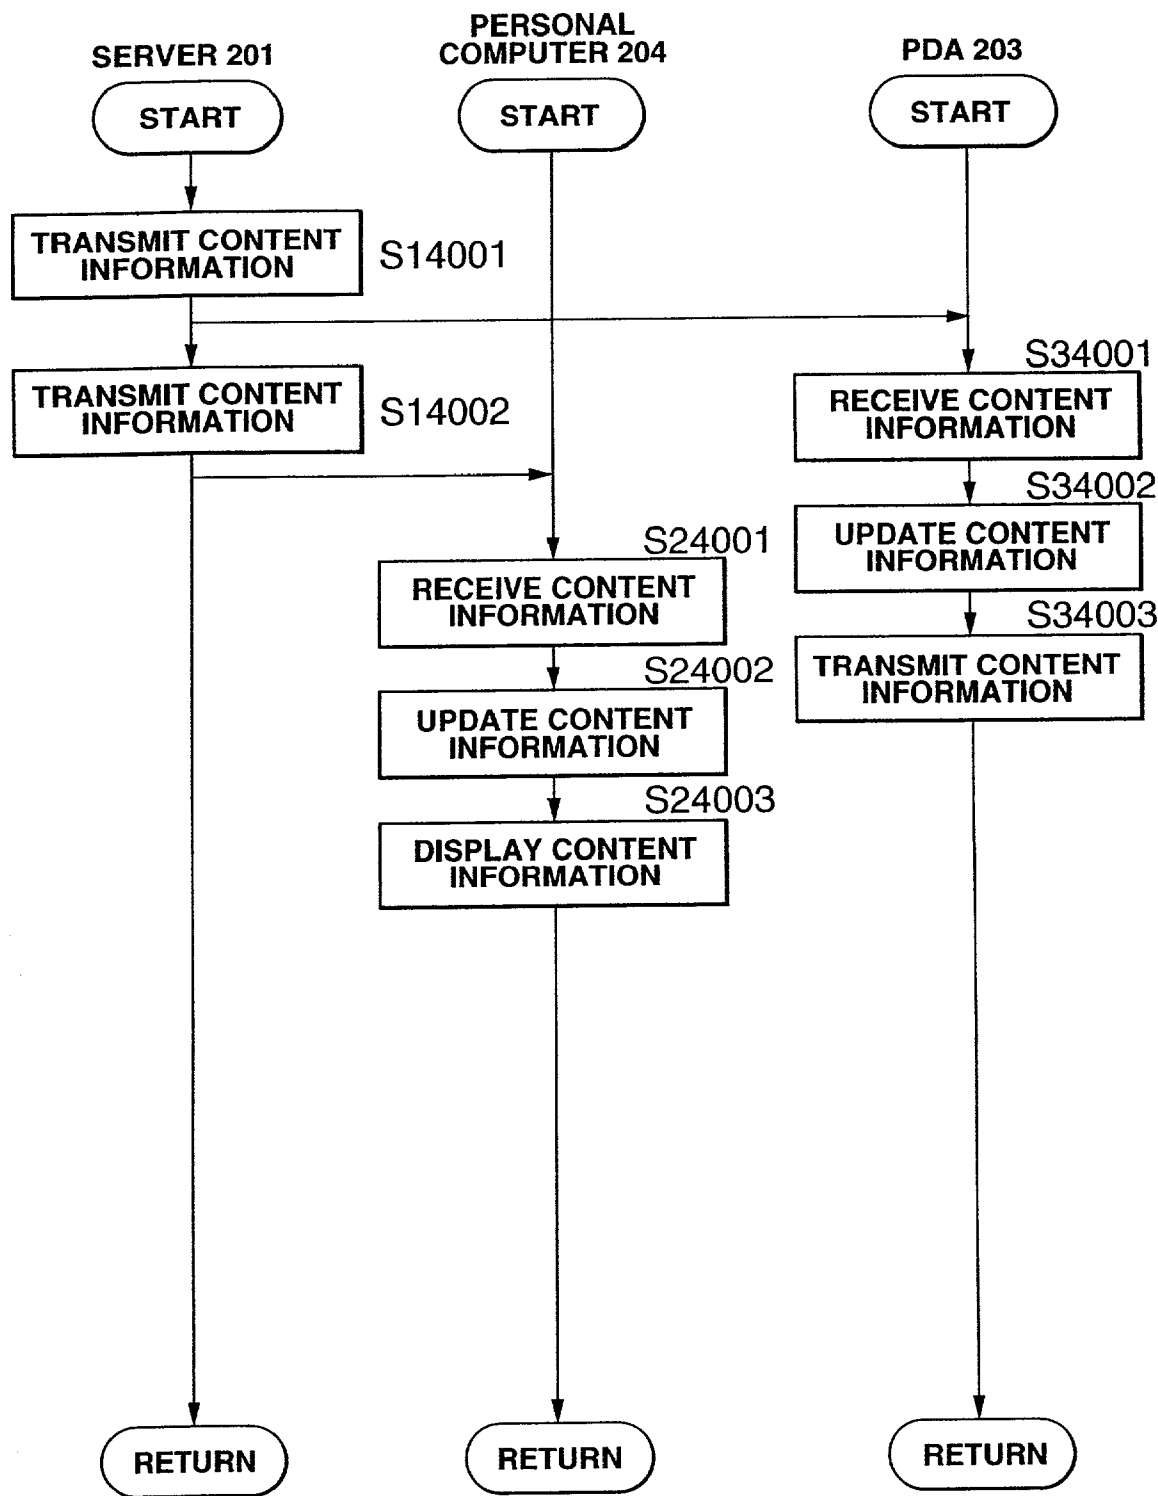 SERVER 201
PERSONAL
COMPUTER 204
PDA 203
START
START
START
TRANSMIT CONTENT
INFORMATION
S14001
TRANSMIT CONTENT
INFORMATION
S14002
S34001
RECEIVE CONTENT
INFORMATION
S34002
UPDATE CONTENT
INFORMATION
S34003
TRANSMIT CONTENT
INFORMATION
S24001
RECEIVE CONTENT
INFORMATION
S24002
UPDATE CONTENT
INFORMATION
S24003
DISPLAY CONTENT
INFORMATION
RETURN
RETURN
RETURN